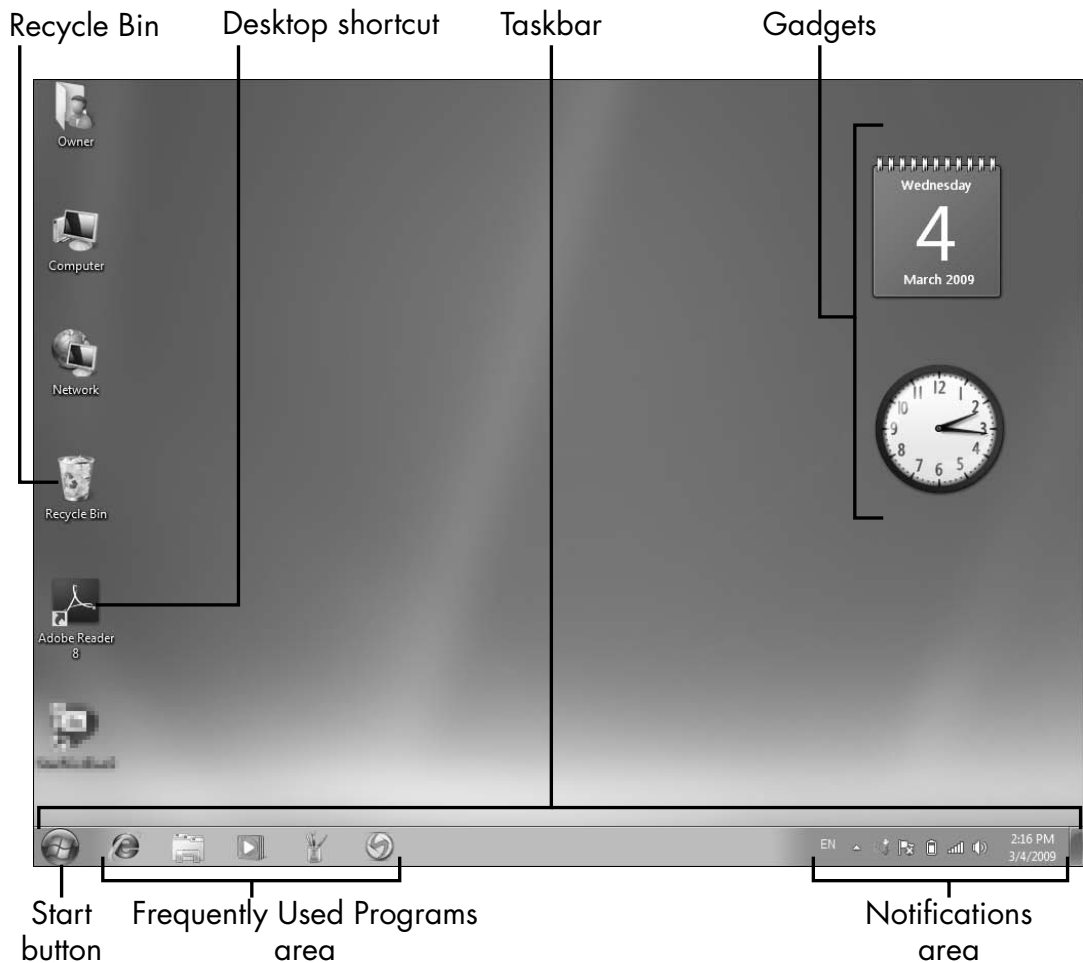 Recycle Bin
Desktop shortcut
Taskbar
Gadgets
Owner
Computer
Network
Recycle Bin
Adobe Reader
8
Wednesday
4
March 2009
12
1
2
3
4
5
6
7
8
9
10
11
EN
2:16 PM
3/4/2009
Start
button
Frequently Used Programs
area
Notifications
area